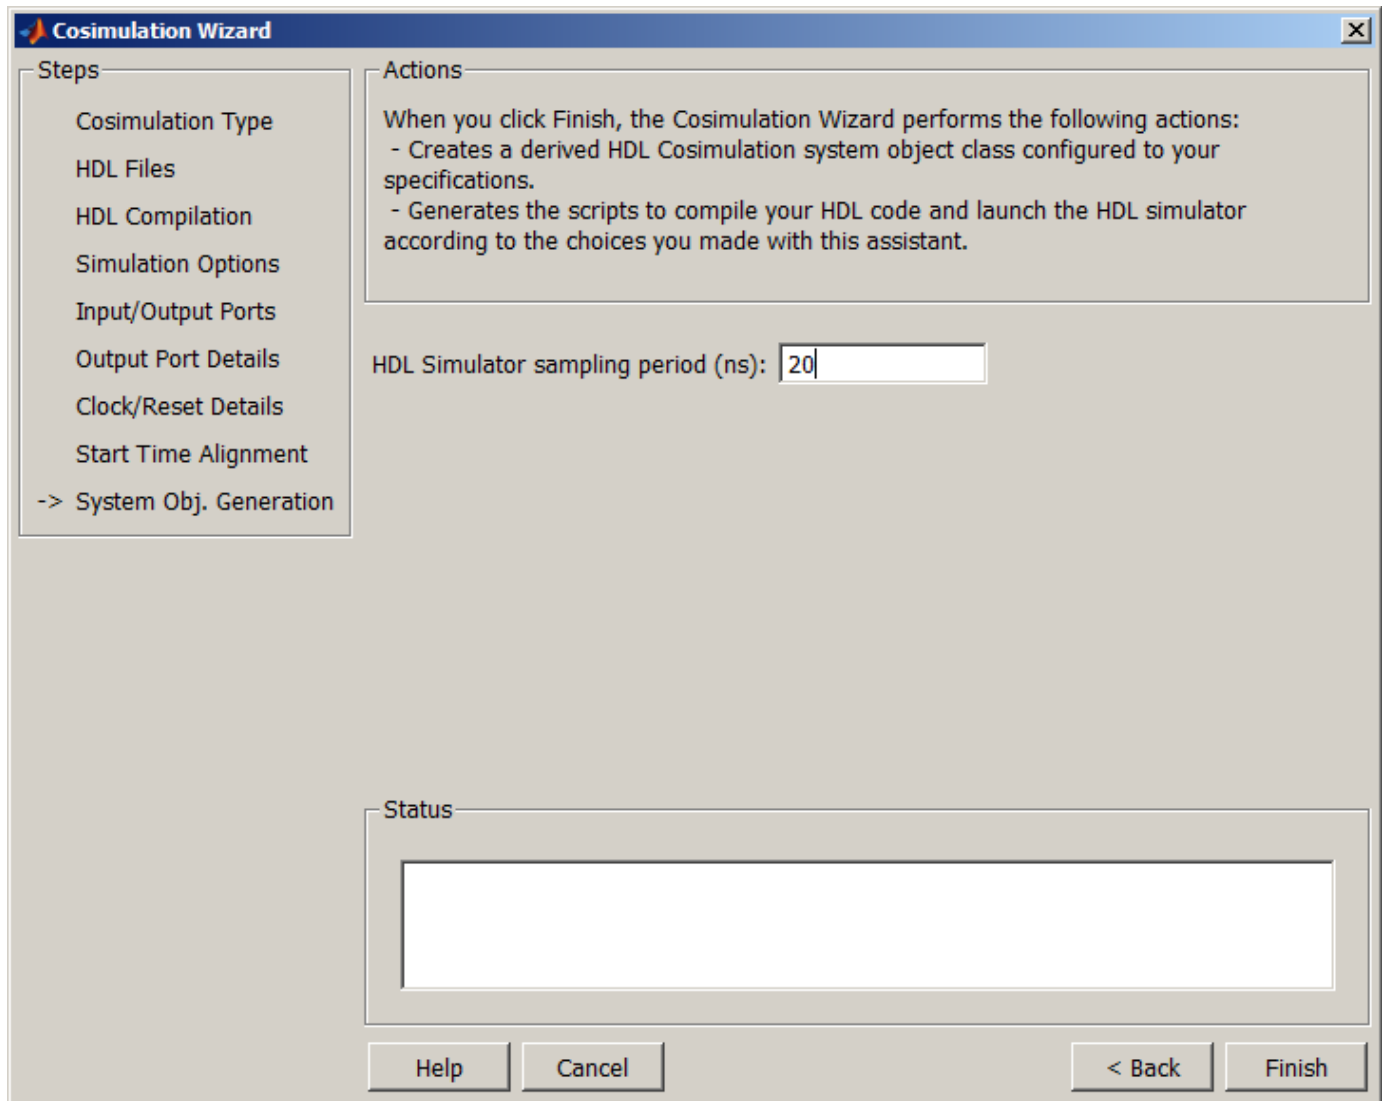 Cosimulation Wizard
Steps
Cosimulation Type
HDL Files
HDL Compilation
Simulation Options
Input/Output Ports
Output Port Details
Clock/Reset Details
Start Time Alignment
-> System Obj. Generation
Actions
When you click Finish, the Cosimulation Wizard performs the following actions:
- Creates a derived HDL Cosimulation system object class configured to your
specifications.
- Generates the scripts to compile your HDL code and launch the HDL simulator
according to the choices you made with this assistant.
HDL Simulator sampling period (ns): 20
Status
Help Cancel < Back Finish